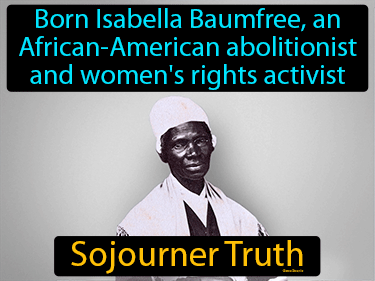 Born Isabella Baumfree, an
African-American abolitionist
and women's rights activist
Sojourner Truth